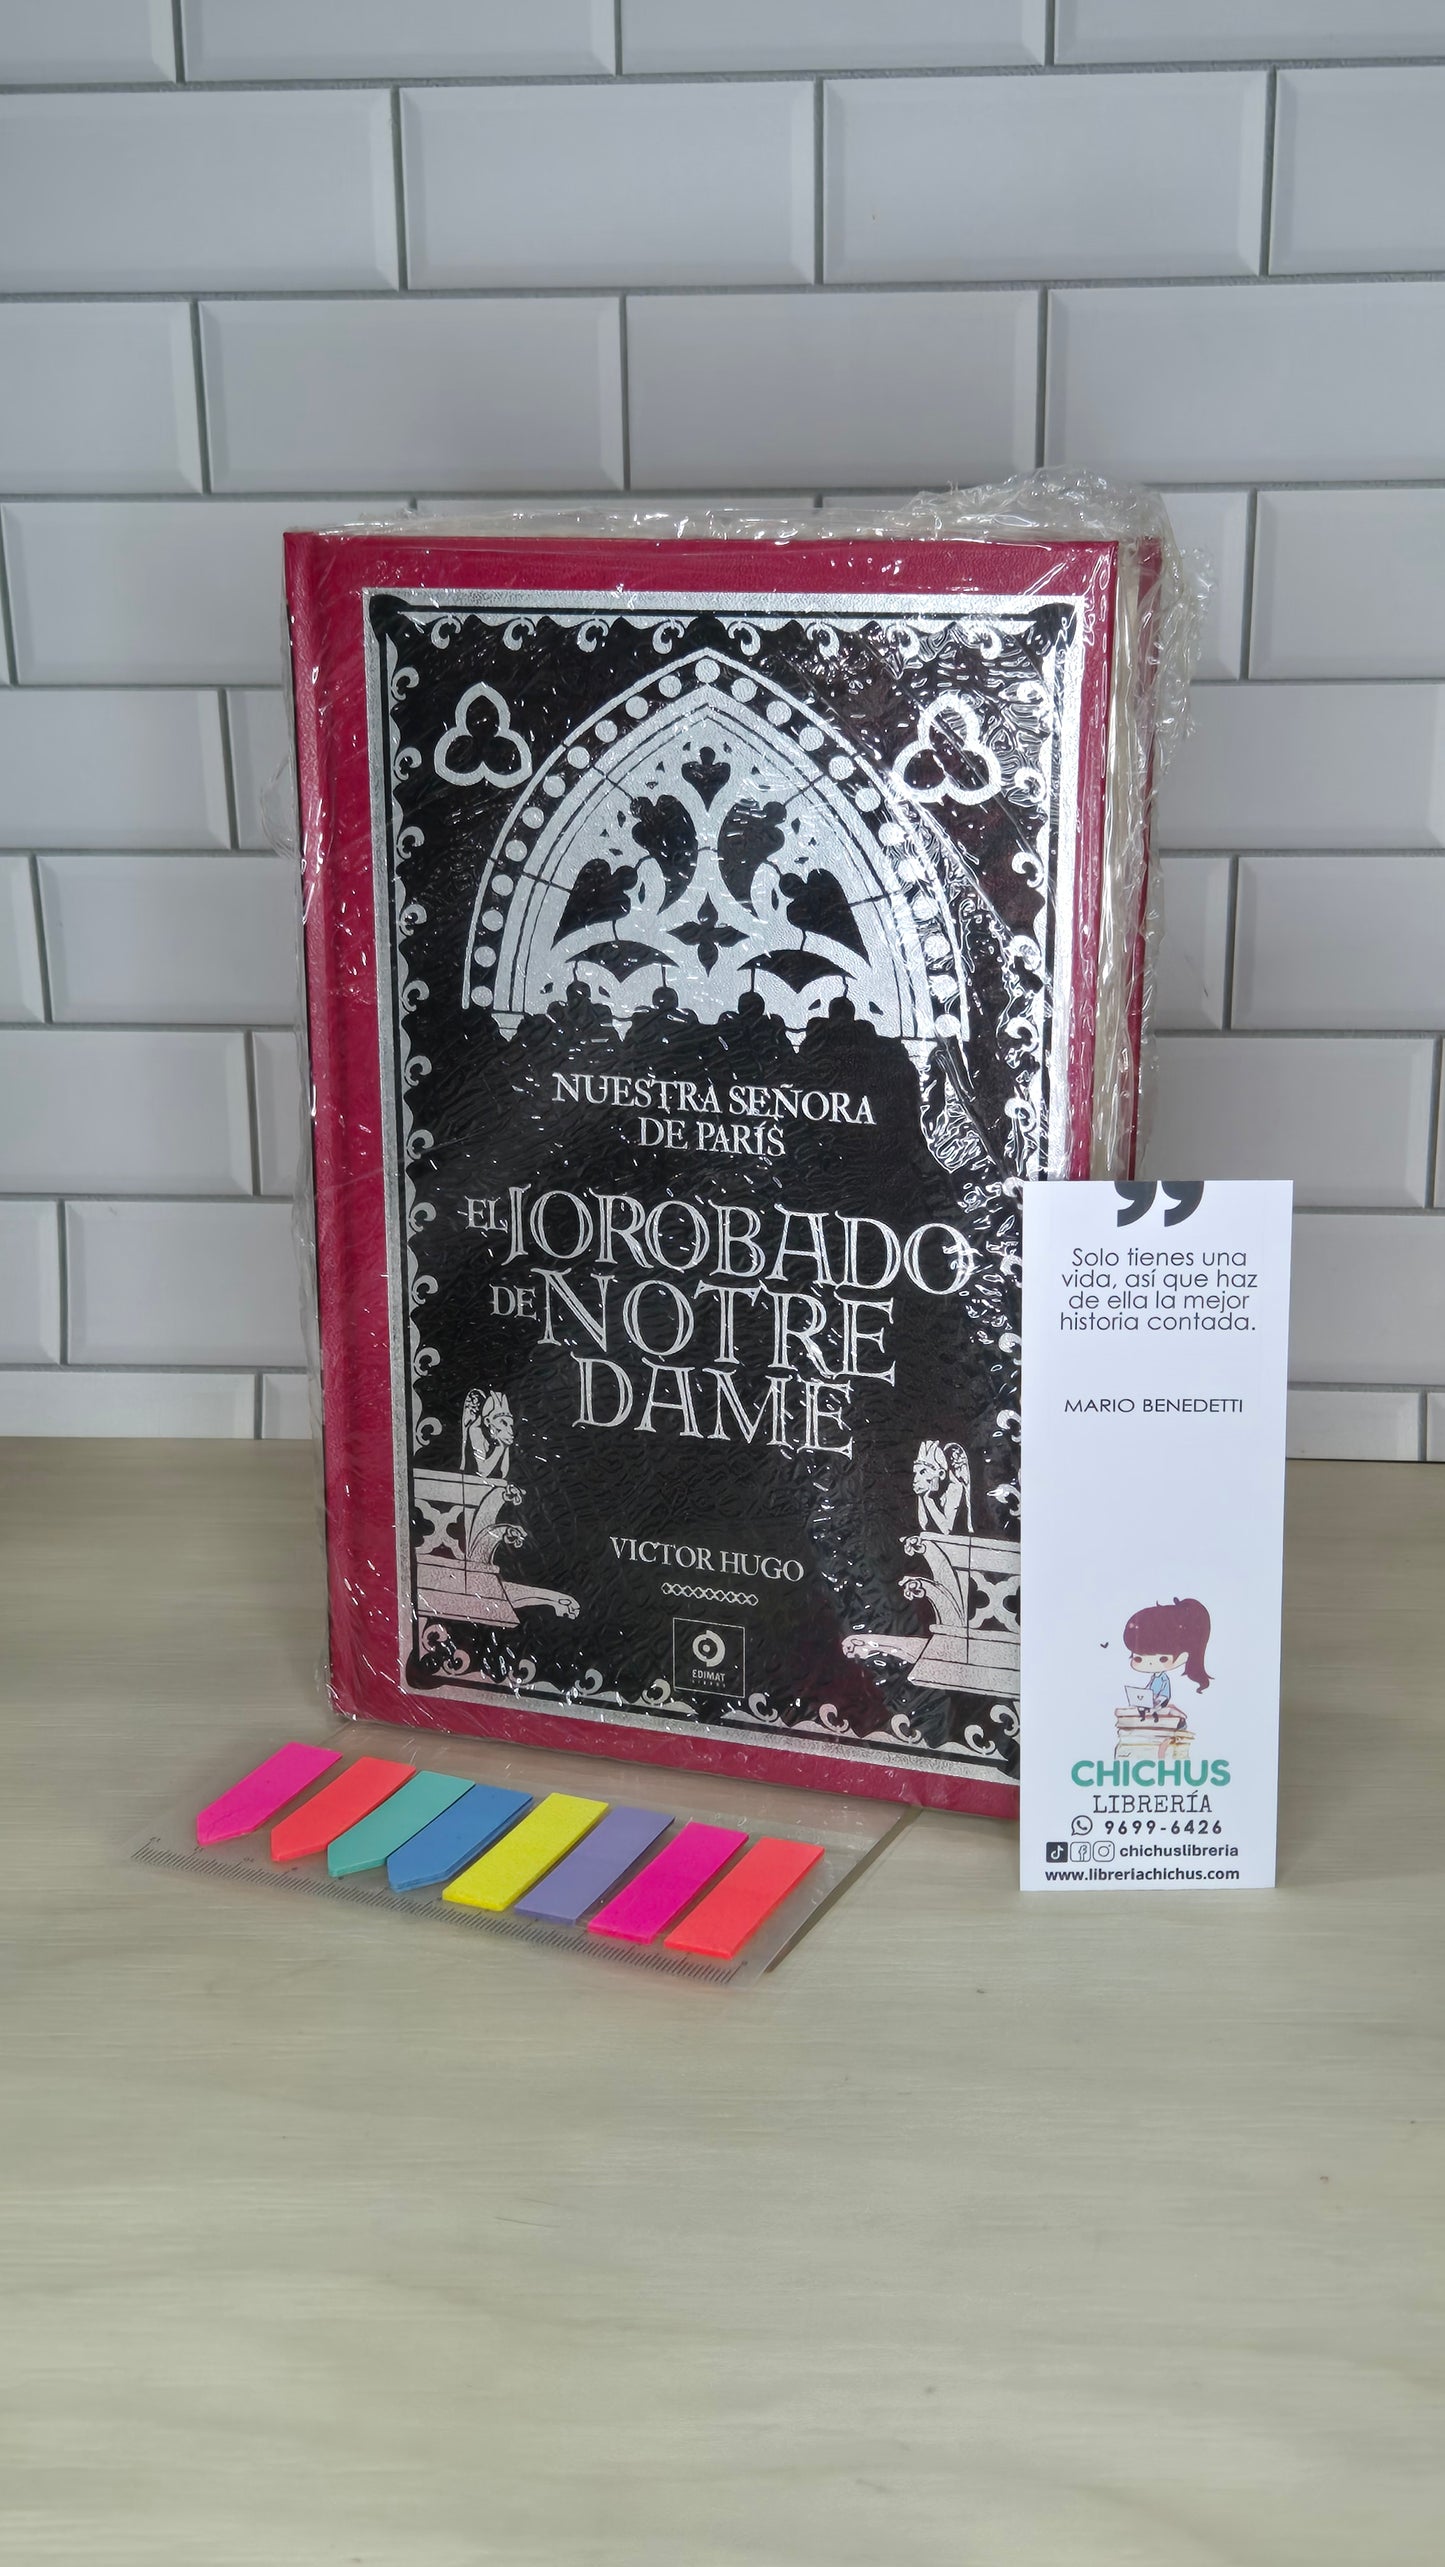 NUESTRA SEÑORA
DE PARÍS
EL JOROBADO
DE NOTRE
DAME
VICTOR HUGO
EDIMAT
LIBROS
”
Solo tienes una
vida, así que haz
de ella la mejor
historia contada.
MARIO BENEDETTI
CHICHUS
LIBRERÍA
9699-6426
chichuslibreria
www.libreriachichus.com